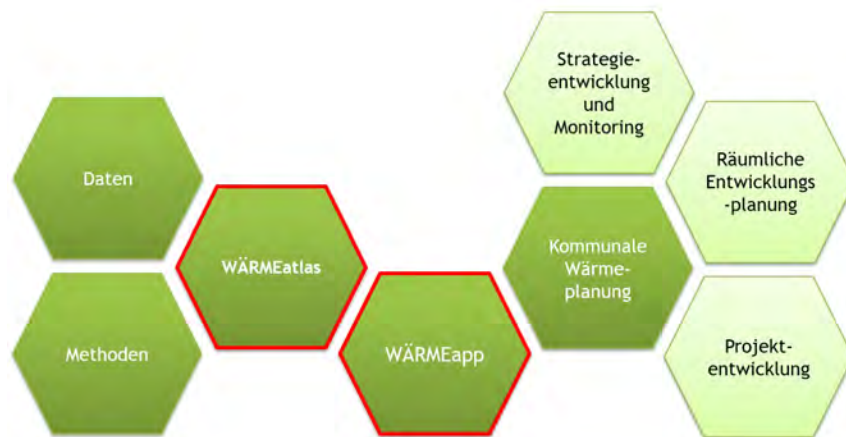 Daten
Methoden
WÄRMEatlas
WÄRMEapp
Kommunale
Wärme-
planung
Strategie-
entwicklung
und
Monitoring
Räumliche
Entwicklungs
-planung
Projekt-
entwicklung